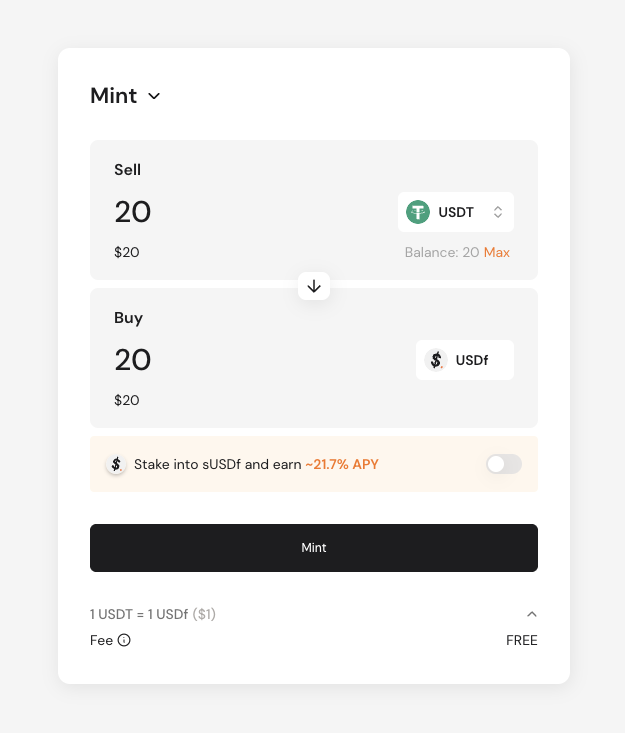 Mint
Sell
20
USDT
$20
Balance: 20 Max
Buy
20
USDf
$20
Stake into sUSDf and earn ~21.7% APY
Mint
1 USDT = 1 USDf ($1)
Fee
FREE